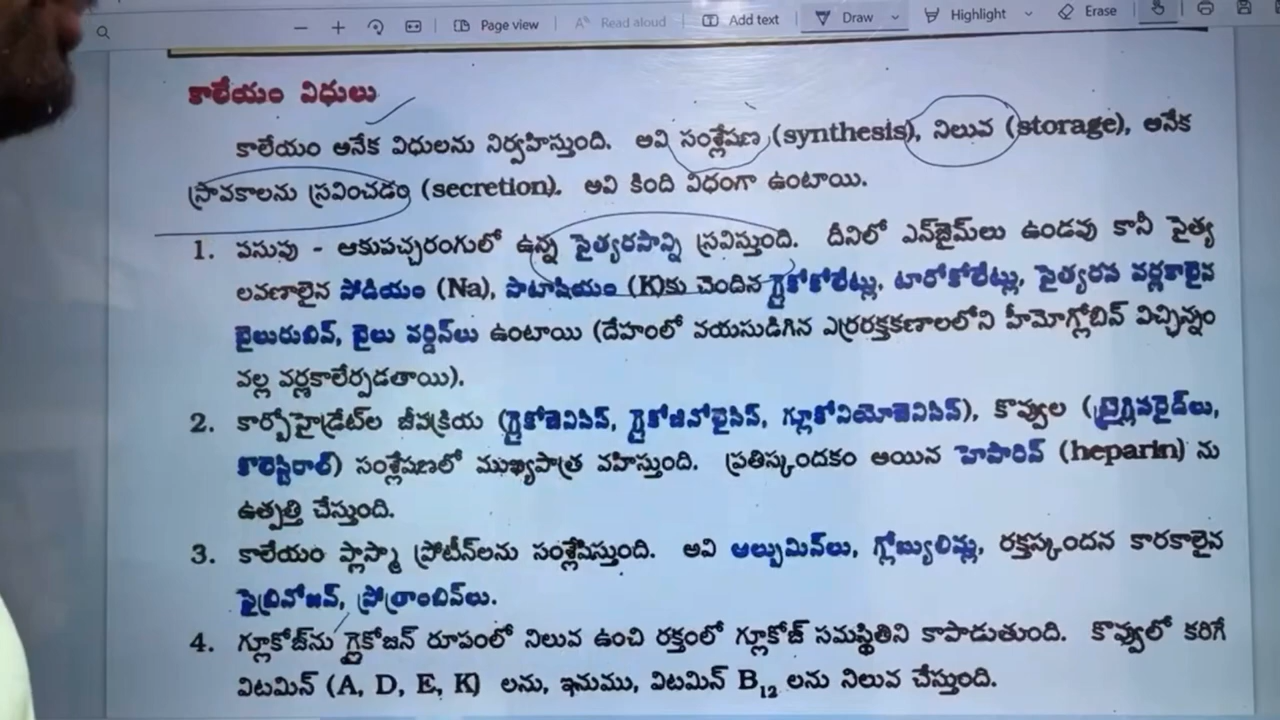 Page view
Read aloud
Add text
Draw
Highlight
Erase
కాలేయం విధులు
కాలేయం అనేక విధులను నిర్వహిస్తుంది. అవి సంశ్లేషణ (synthesis), నిలువ (storage), అనేక
స్రావకాలను స్రవించడం (secretion). అవి కింది విధంగా ఉంటాయి.
1. పసుపు - ఆకుపచ్చరంగులో ఉన్న పైత్యరసాన్ని స్రవిస్తుంది. దీనిలో ఎన్‌జైమ్‌లు ఉండవు కానీ పైత్య
లవణాలైన సోడియం (Na), పొటాషియం (K)కు చెందిన గ్లైకోకోలేట్లు, టారోకోలేట్లు, పైత్యరస వర్ణకాలైన
బైలురుబిన్, బైలు వర్డిన్‌లు ఉంటాయి (దేహంలో వయసుడిగిన ఎర్రరక్తకణాలలోని హీమోగ్లోబిన్ విచ్ఛిన్నం
వల్ల వర్ణకాలేర్పడతాయి).
2. కార్బోహైడ్రేట్‌ల జీవక్రియ (గ్లైకోజెనిసిస్, గ్లైకోజినోలైసిస్, గ్లూకోనియోజెనిసిస్), కొవ్వుల (ట్రైగ్లిసరైడ్‌లు,
కొలెస్టిరాల్) సంశ్లేషణలో ముఖ్యపాత్ర వహిస్తుంది. ప్రతిస్కందకం అయిన హెపారిన్ (heparin) ను
ఉత్పత్తి చేస్తుంది.
3. కాలేయం ప్లాస్మా ప్రోటీన్‌లను సంశ్లేషిస్తుంది. అవి ఆల్బుమిన్‌లు, గ్లోబ్యులిన్లు, రక్తస్కందన కారకాలైన
ఫైబ్రినోజన్, ప్రోత్రాంబిన్‌లు.
4. గ్లూకోజ్‌ను గ్లైకోజన్ రూపంలో నిలువ ఉంచి రక్తంలో గ్లూకోజ్ సమస్థితిని కాపాడుతుంది. కొవ్వులో కరిగే
విటమిన్ (A, D, E, K) లను, ఇనుము, విటమిన్ B₁₂ లను నిలువ చేస్తుంది.